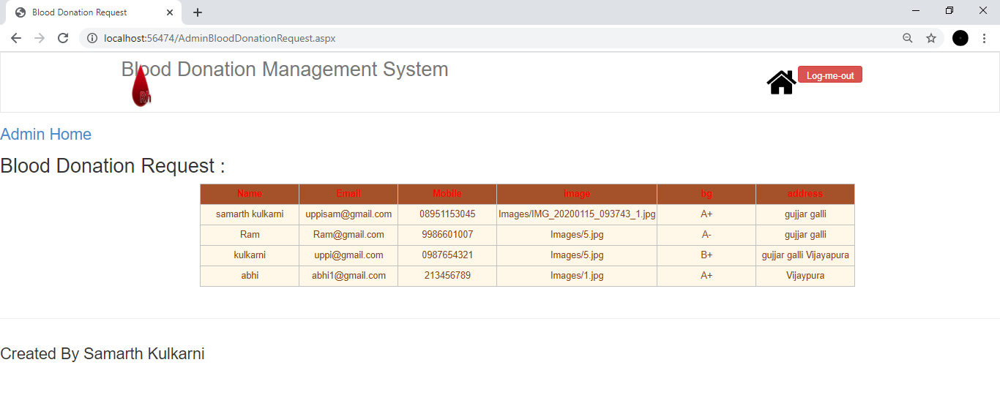 Blood Donation Request
localhost:56474/AdminBloodDonationRequest.aspx
Blood Donation Management System
Rh
Log-me-out
Admin Home
Blood Donation Request :
Name Email Mobile image bg address
samarth kulkarni uppisam@gmail.com 08951153045 Images/IMG_20200115_093743_1.jpg A+ gujjar galli
Ram Ram@gmail.com 9986601007 Images/5.jpg A- gujjar galli
kulkarni uppi@gmail.com 0987654321 Images/5.jpg B+ gujjar galli Vijayapura
abhi abhi1@gmail.com 213456789 Images/1.jpg A+ Vijaypura
Created By Samarth Kulkarni